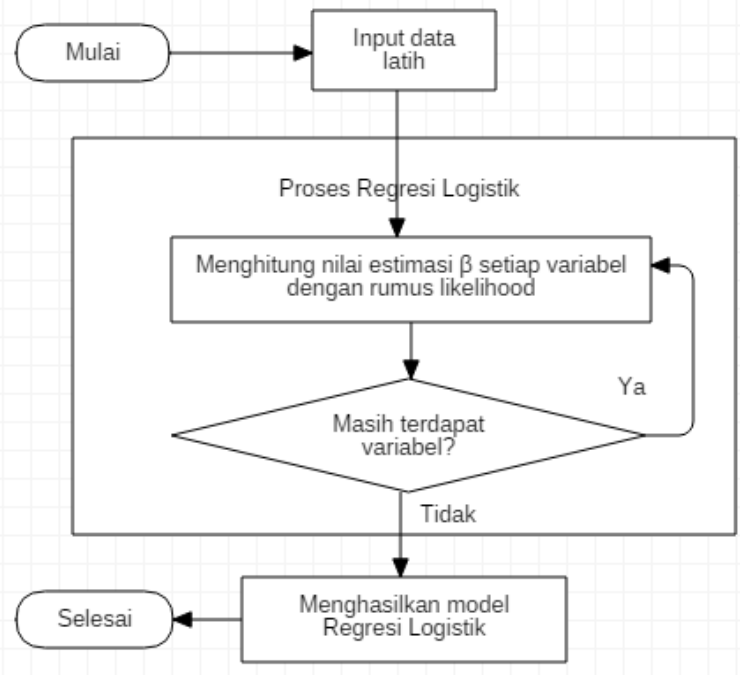 Mulai
Input data
latih
Proses Regresi Logistik
Menghitung nilai estimasi β setiap variabel
dengan rumus likelihood
Ya
Masih terdapat
variabel?
Tidak
Menghasilkan model
Regresi Logistik
Selesai